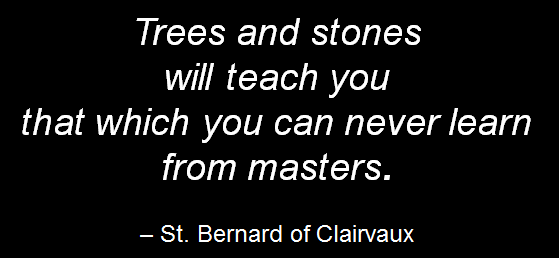 Trees and stones
will teach you
that which you can never learn
from masters.
– St. Bernard of Clairvaux